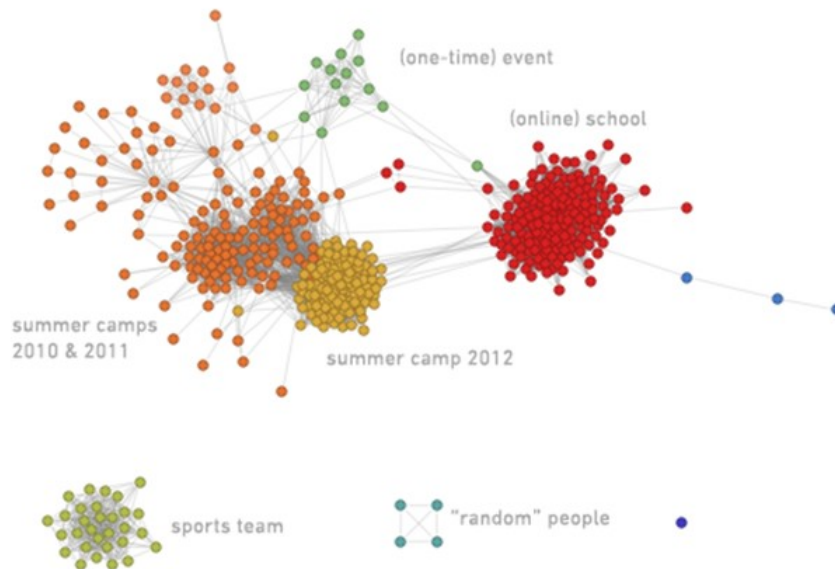 (one-time) event
(online) school
summer camps
2010 & 2011
summer camp 2012
sports team
"random" people